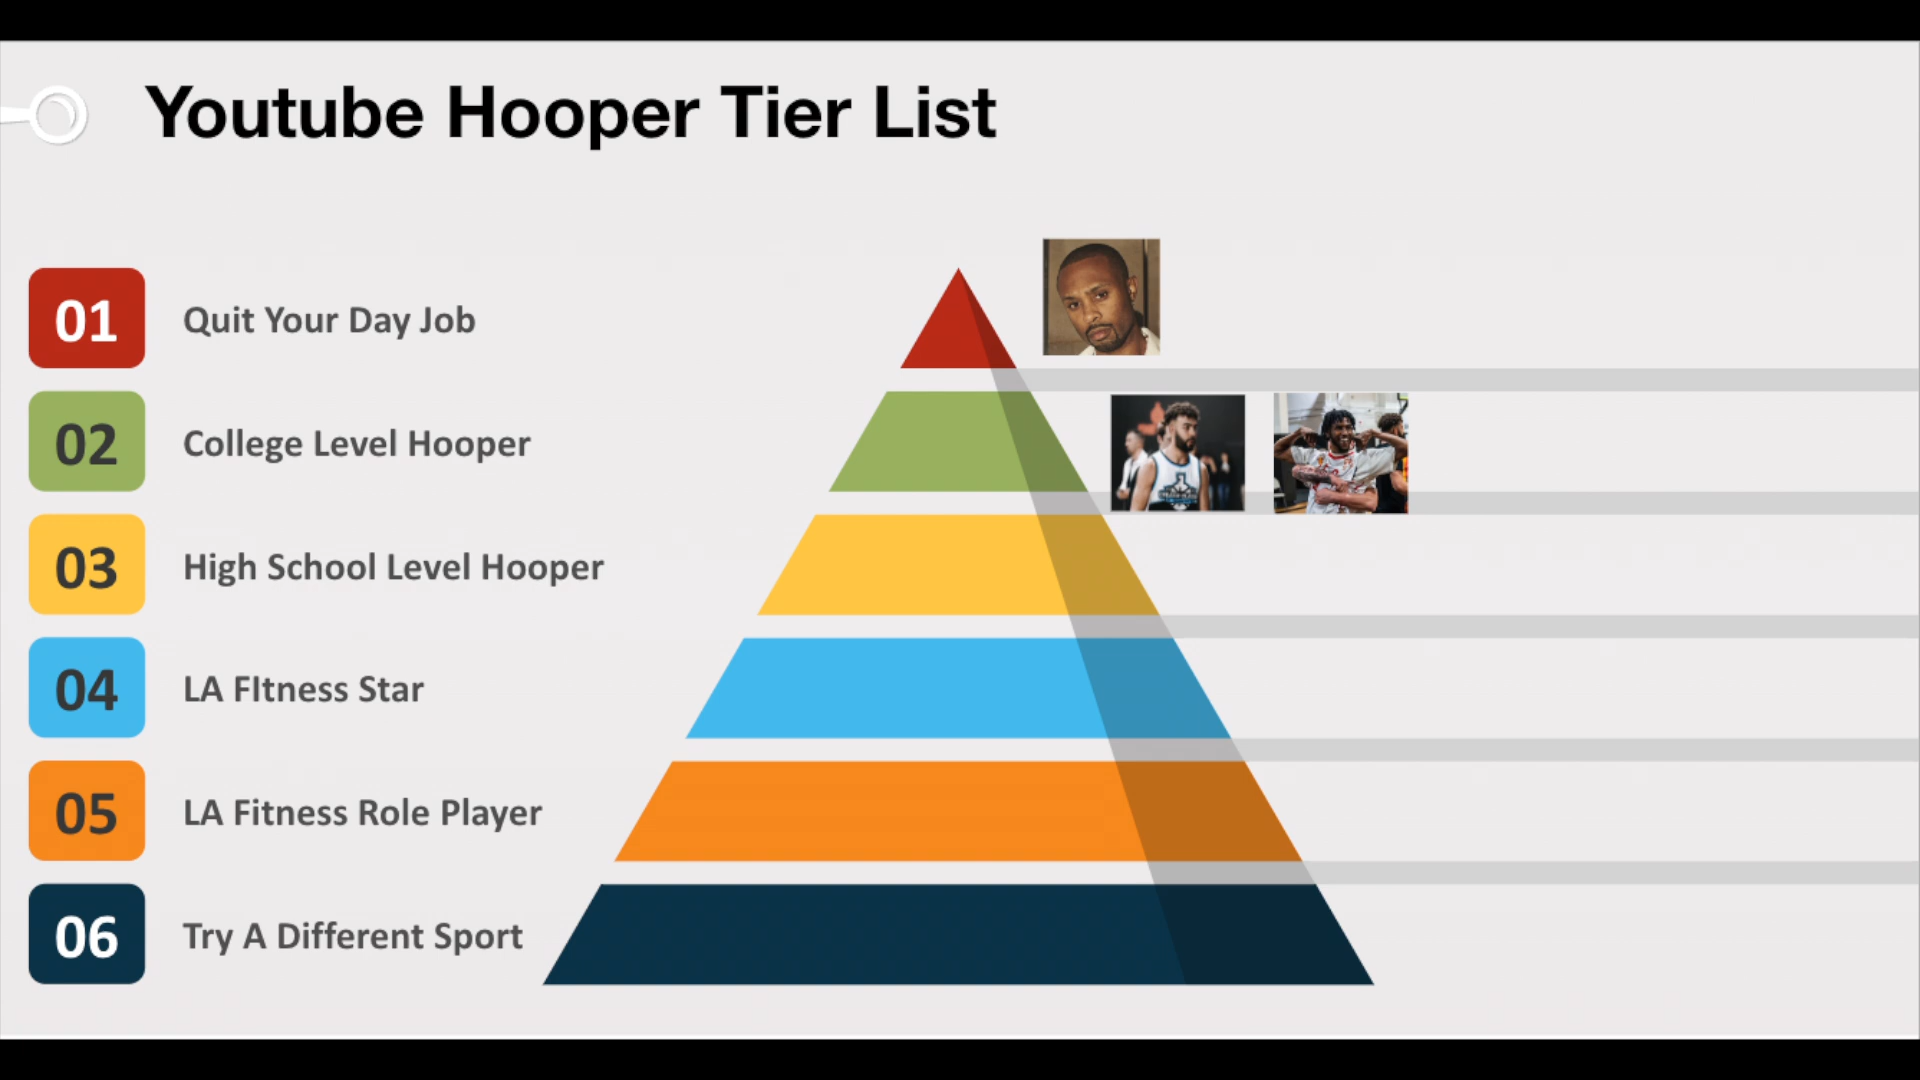 Youtube Hooper Tier List
01 Quit Your Day Job
02 College Level Hooper
03 High School Level Hooper
04 LA FItness Star
05 LA Fitness Role Player
06 Try A Different Sport